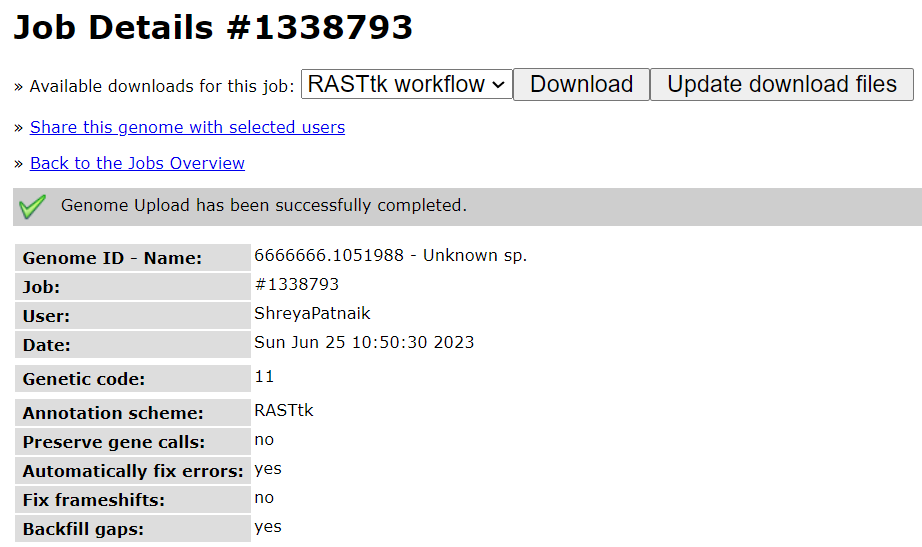 Job Details #1338793
» Available downloads for this job: RASTtk workflow Download Update download files
» Share this genome with selected users
» Back to the Jobs Overview
Genome Upload has been successfully completed.
Genome ID - Name: 6666666.1051988 - Unknown sp.
Job: #1338793
User: ShreyaPatnaik
Date: Sun Jun 25 10:50:30 2023
Genetic code: 11
Annotation scheme: RASTtk
Preserve gene calls: no
Automatically fix errors: yes
Fix frameshifts: no
Backfill gaps: yes